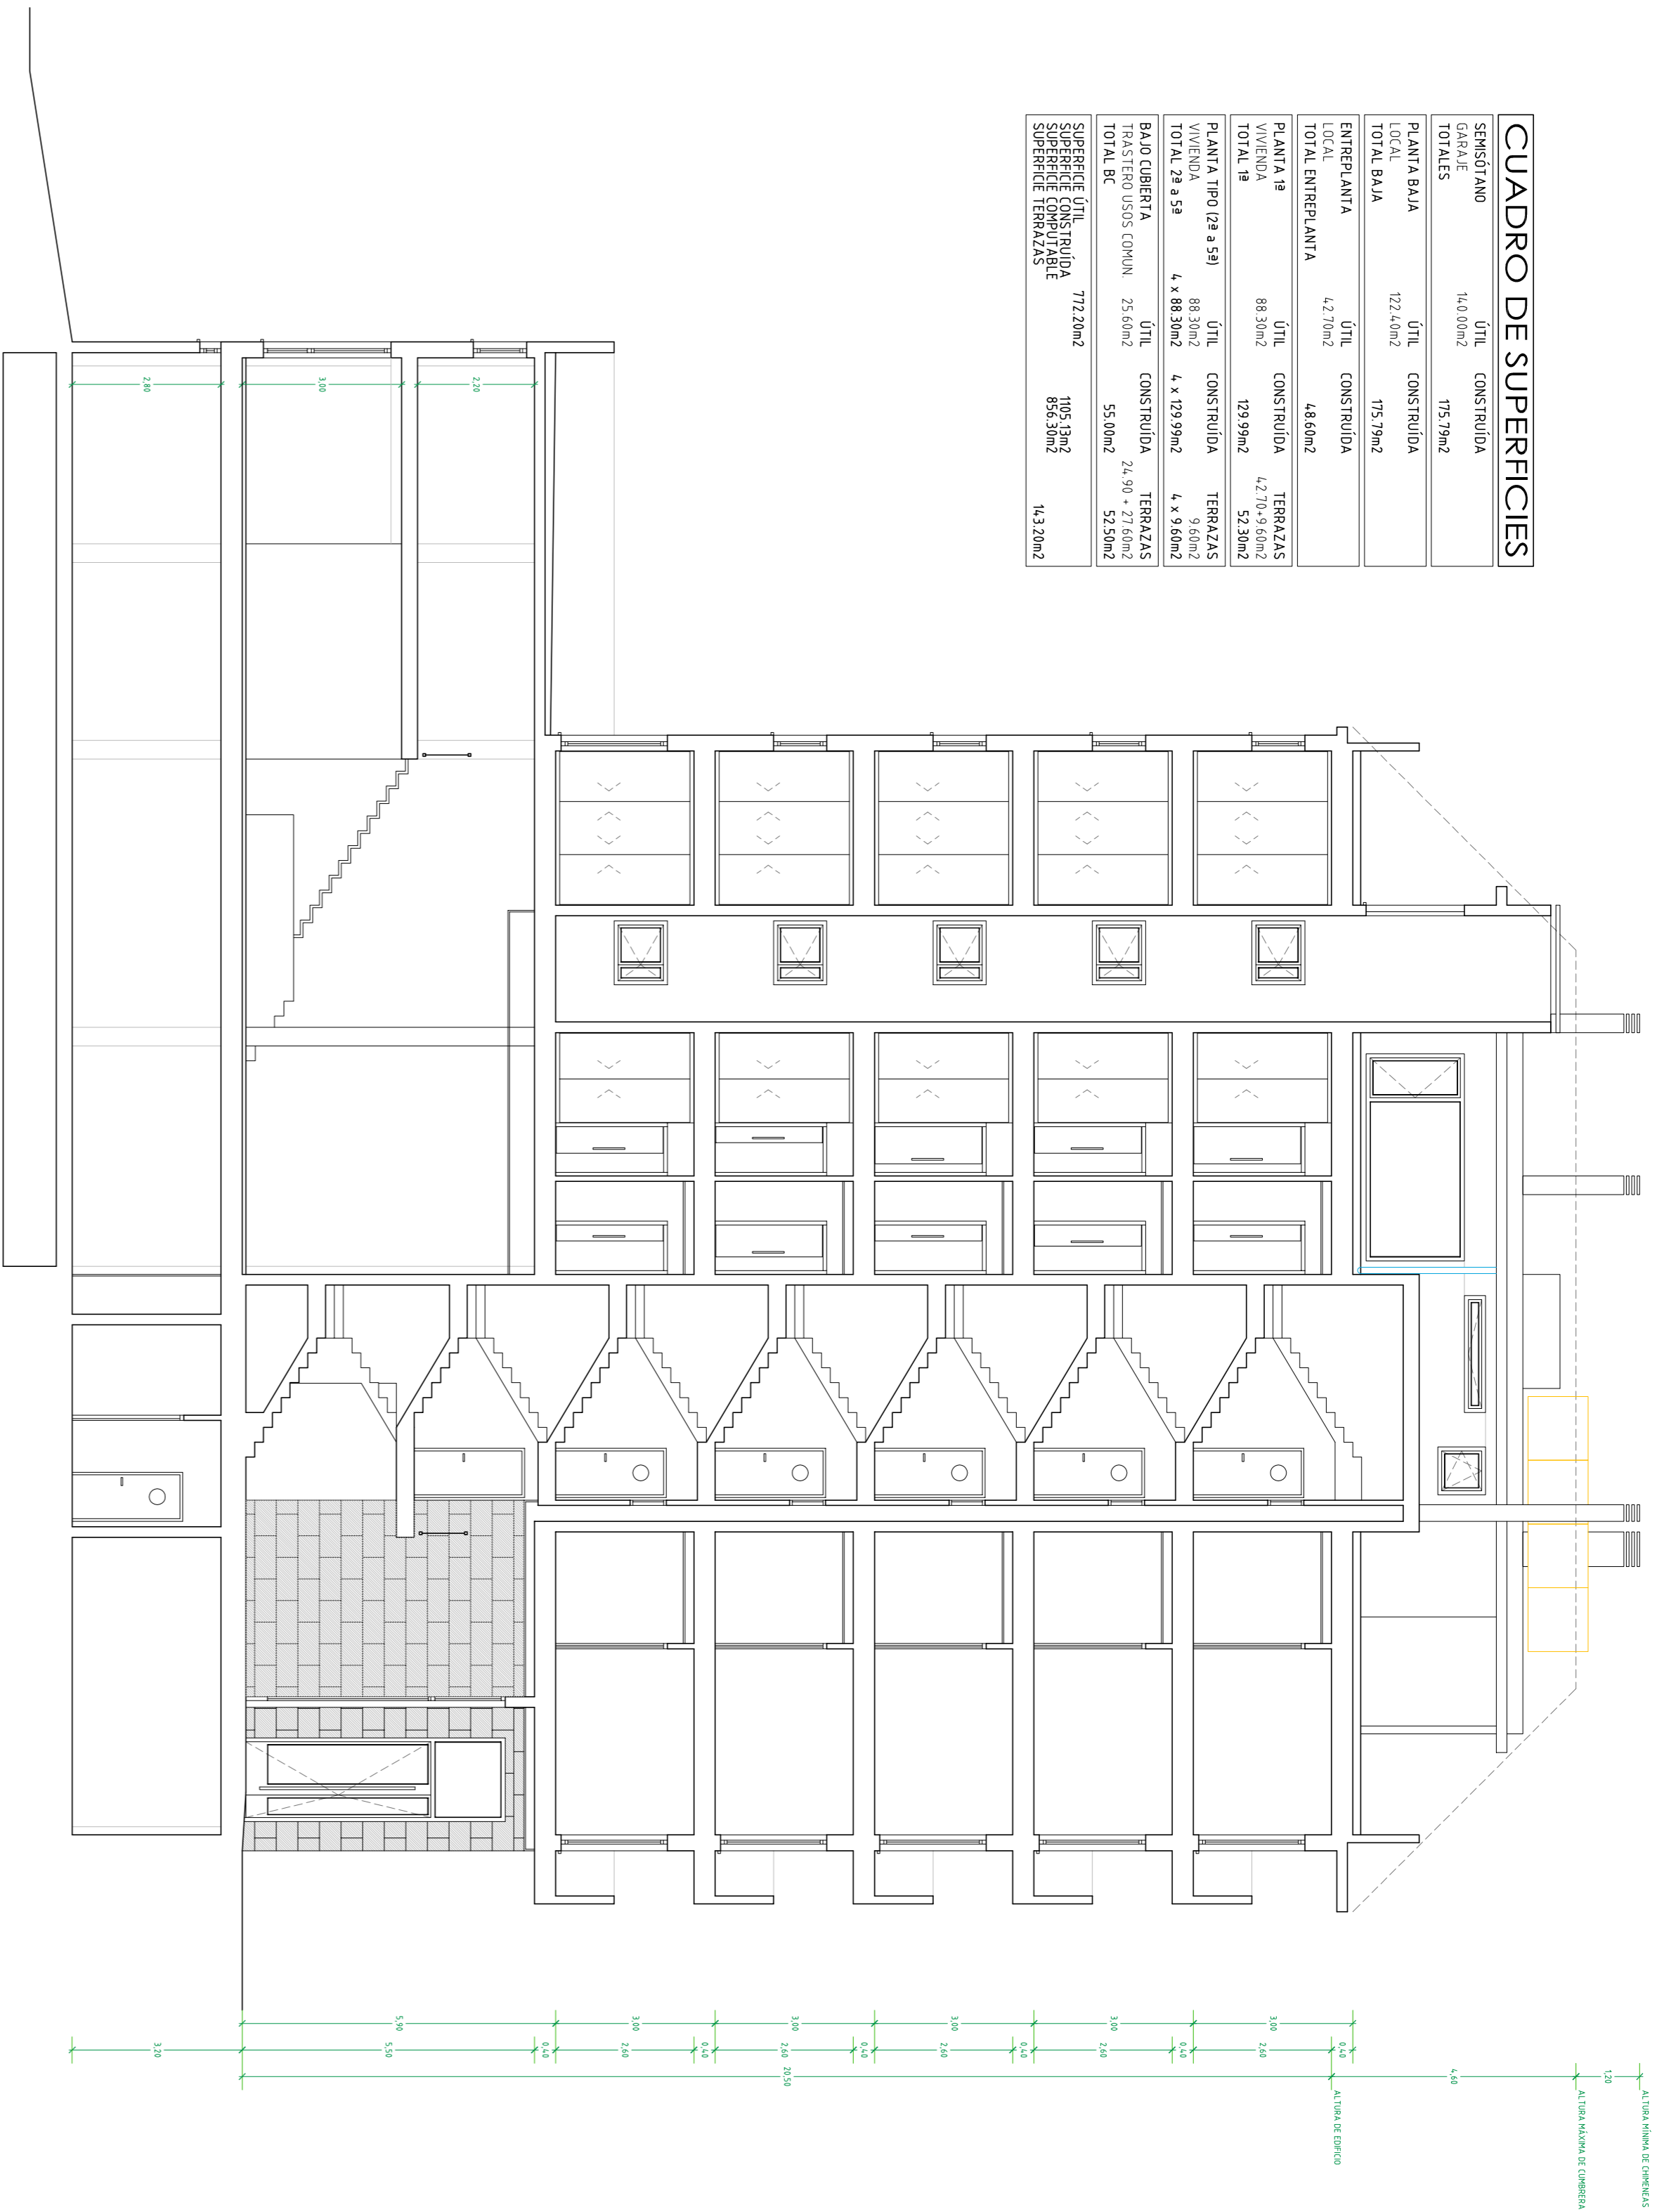 CUADRO DE SUPERFICIES
SEMISÓTANO ÚTIL CONSTRUÍDA
GARAJE 140.00m2
TOTALES 175.79m2
PLANTA BAJA ÚTIL CONSTRUÍDA
LOCAL 122.40m2
TOTAL BAJA 175.79m2
ENTREPLANTA ÚTIL CONSTRUÍDA
LOCAL 42.70m2
TOTAL ENTREPLANTA 48.60m2
PLANTA 1ª ÚTIL CONSTRUÍDA TERRAZAS
VIVIENDA 88.30m2 42.70+9.60m2
TOTAL 1ª 129.99m2 52.30m2
PLANTA TIPO (2ª a 5ª) ÚTIL CONSTRUÍDA TERRAZAS
VIVIENDA 88.30m2 9.60m2
TOTAL 2ª a 5ª 4 x 88.30m2 4 x 129.99m2 4 x 9.60m2
BAJO CUBIERTA ÚTIL CONSTRUÍDA TERRAZAS
TRASTERO USOS COMUN. 25.60m2 24.90 + 27.60m2
TOTAL BC 55.00m2 52.50m2
SUPERFICIE ÚTIL 772.20m2
SUPERFICIE CONSTRUÍDA 1105.13m2
SUPERFICIE COMPUTABLE 856.30m2
SUPERFICIE TERRAZAS 143.20m2
2,80
3,00
2,20
5,90
3,00
3,00
3,00
3,00
3,00
3,20
5,50
0,40
2,60
0,40
2,60
0,40
2,60
0,40
2,60
0,40
2,60
0,40
20,50
4,60
1,20
ALTURA DE EDIFICIO
ALTURA MÁXIMA DE CUMBRERA
ALTURA MÍNIMA DE CHIMENEAS